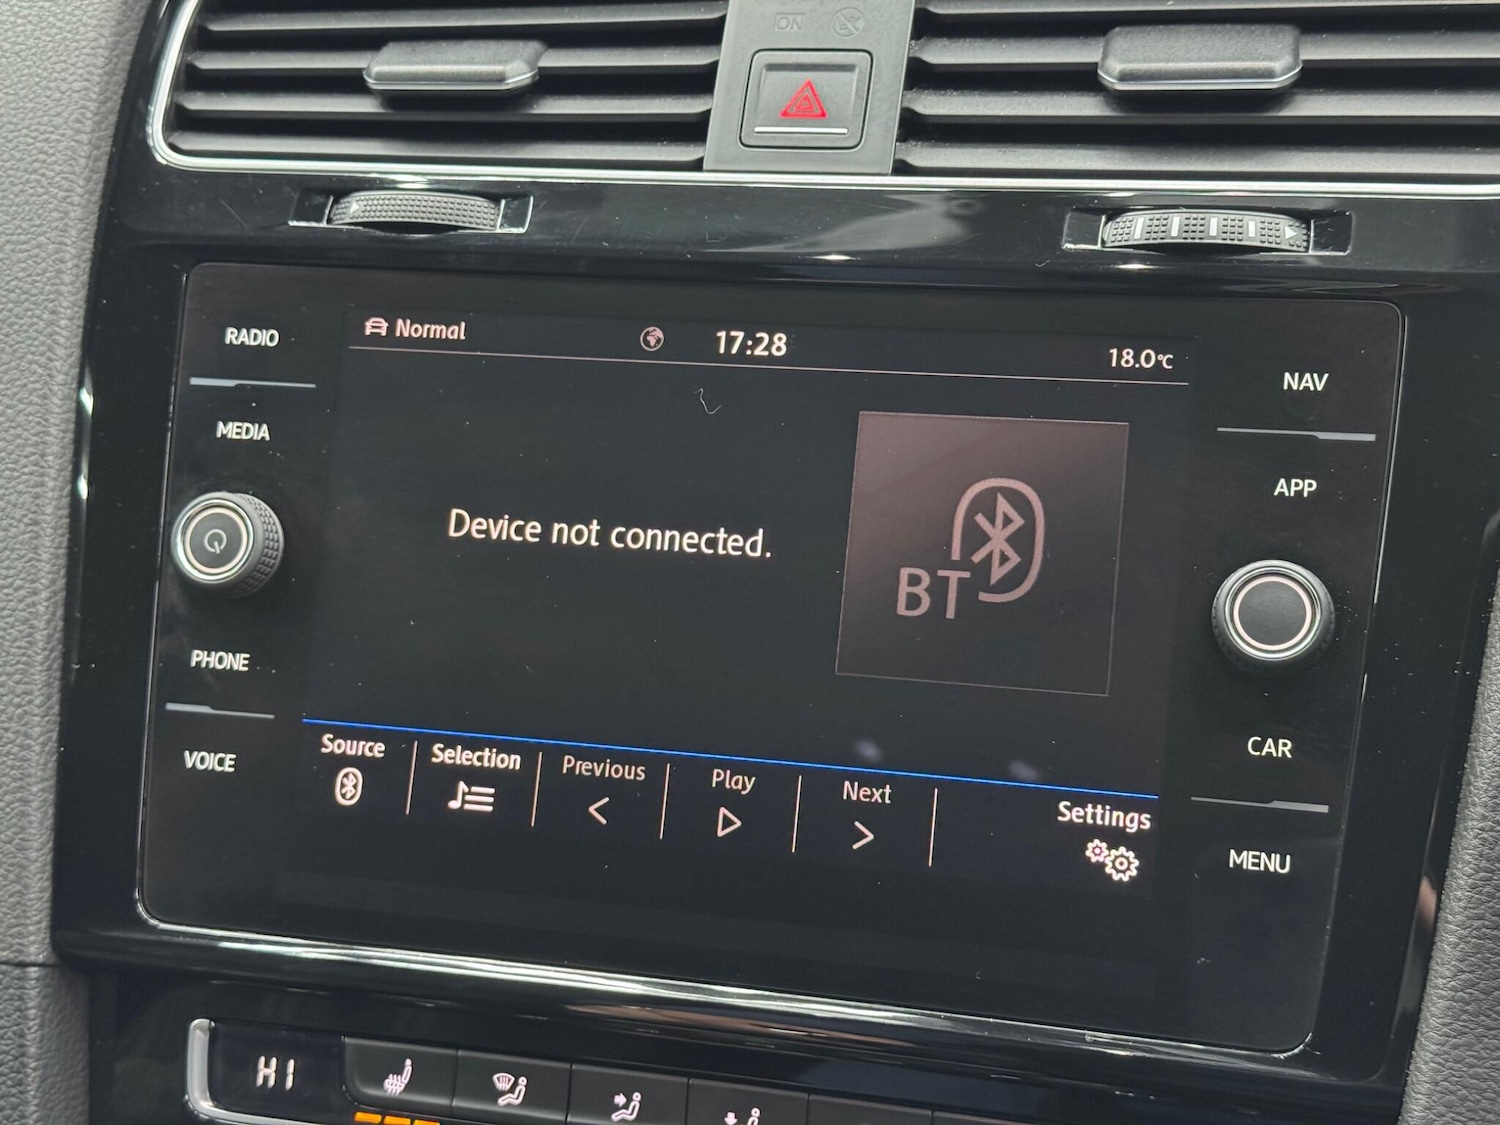 ON
RADIO
MEDIA
PHONE
VOICE
Normal
17:28
18.0°C
Device not connected.
BT
Source
Selection
Previous
Play
Next
Settings
NAV
APP
CAR
MENU
HI